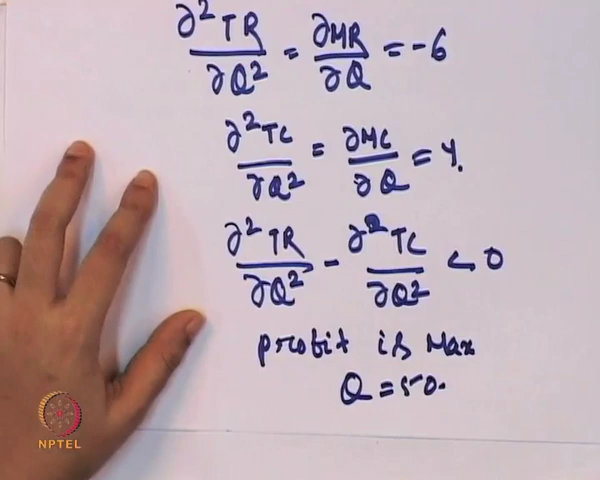 ∂²TR/∂Q² = ∂MR/∂Q = -6
∂²TC/∂Q² = ∂MC/∂Q = 4.
∂²TR/∂Q² - ∂²TC/∂Q² < 0
profit is Max
Q = 50.
NPTEL